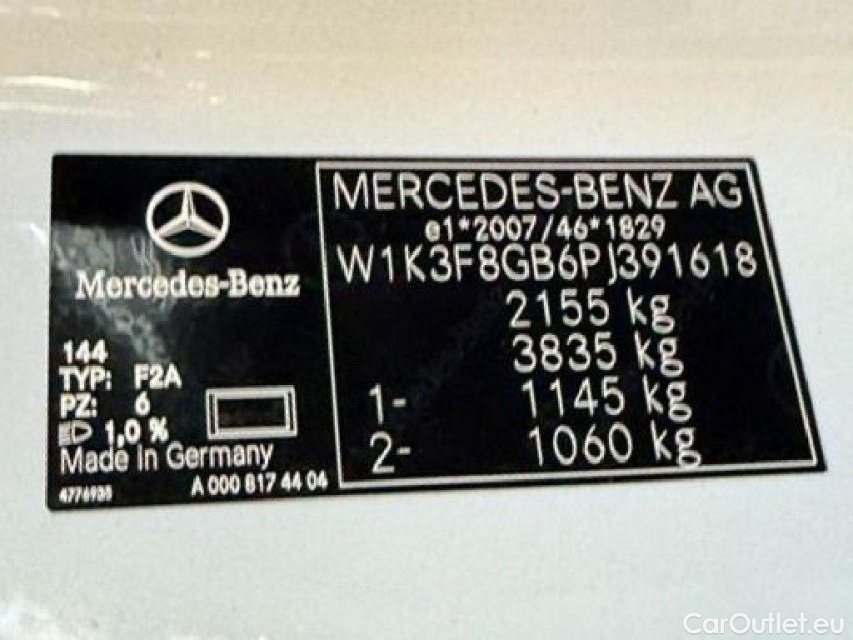 Mercedes-Benz
144
TYP: F2A
PZ: 6
1,0 %
Made in Germany
4776935
A 000 817 44 04
MERCEDES-BENZ AG
e1*2007/46*1829
W1K3F8GB6PJ391618
2155 kg
3835 kg
1- 1145 kg
2- 1060 kg
CarOutlet.eu